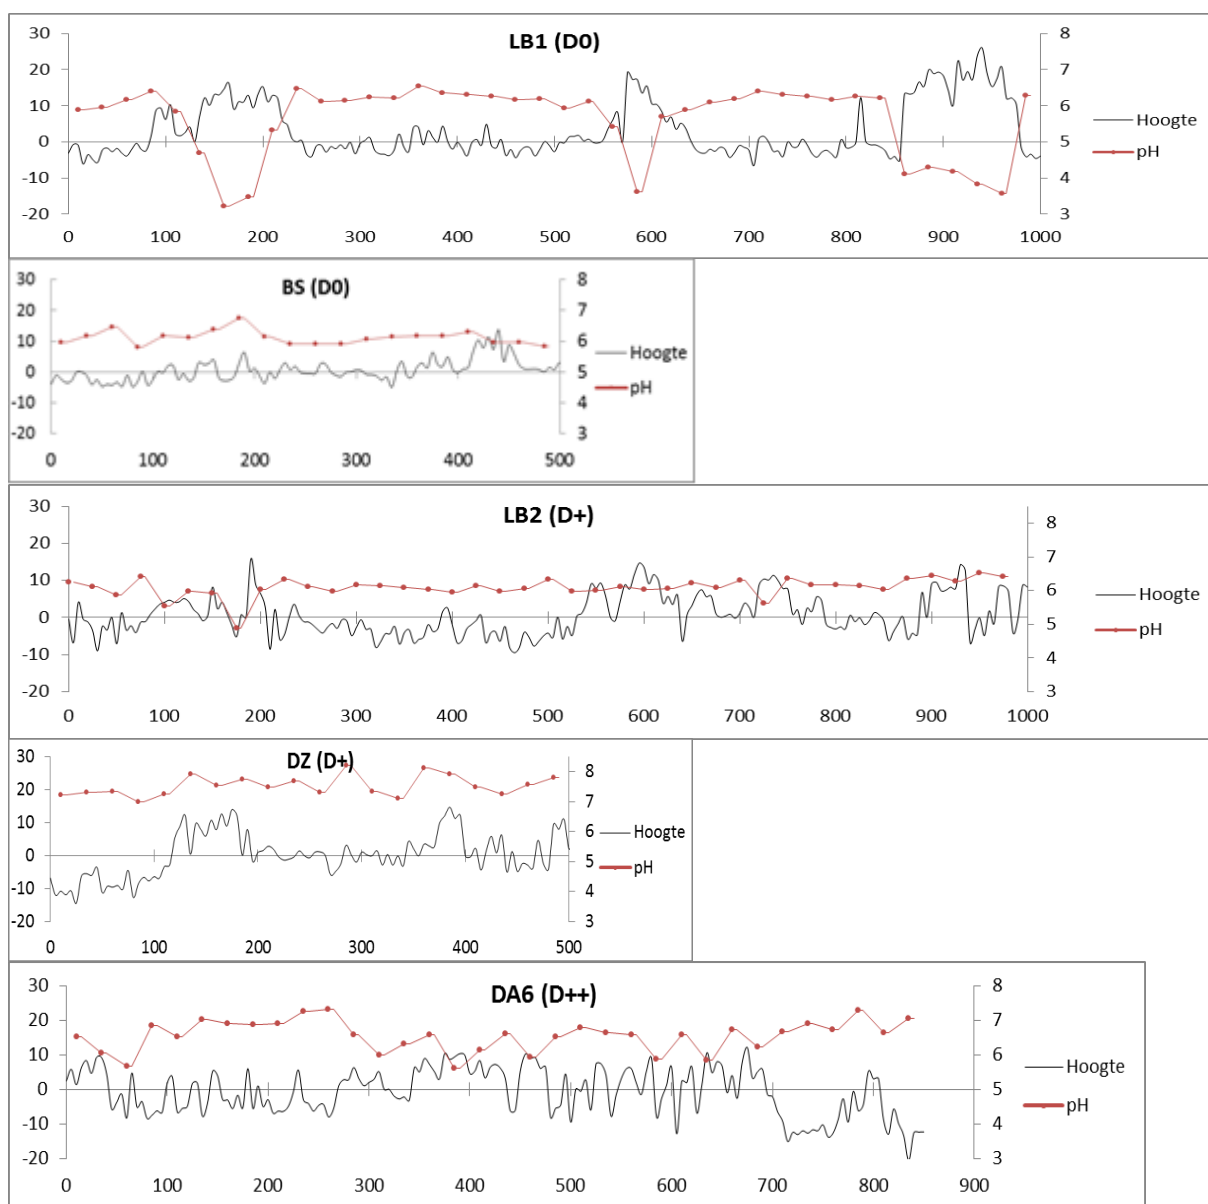 LB1 (D0)
30 20 10 0 -10 -20
8 7 6 5 4 3
0 100 200 300 400 500 600 700 800 900 1000
Hoogte
pH
BS (D0)
30 20 10 0 -10 -20
8 7 6 5 4 3
0 100 200 300 400 500
Hoogte
pH
LB2 (D+)
30 20 10 0 -10 -20
8 7 6 5 4 3
0 100 200 300 400 500 600 700 800 900 1000
Hoogte
pH
DZ (D+)
30 20 10 0 -10 -20
8 7 6 5 4 3
0 100 200 300 400 500
Hoogte
pH
DA6 (D++)
30 20 10 0 -10 -20
8 7 6 5 4 3
0 100 200 300 400 500 600 700 800 900
Hoogte
pH